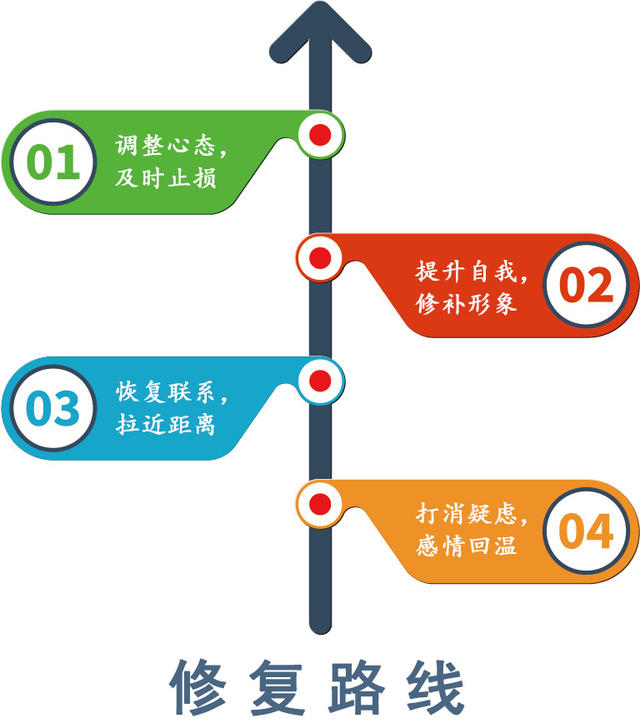 01
调整心态，
及时止损
提升自我，
修补形象
02
03
恢复联系，
拉近距离
打消疑虑，
感情回温
04
修复路线